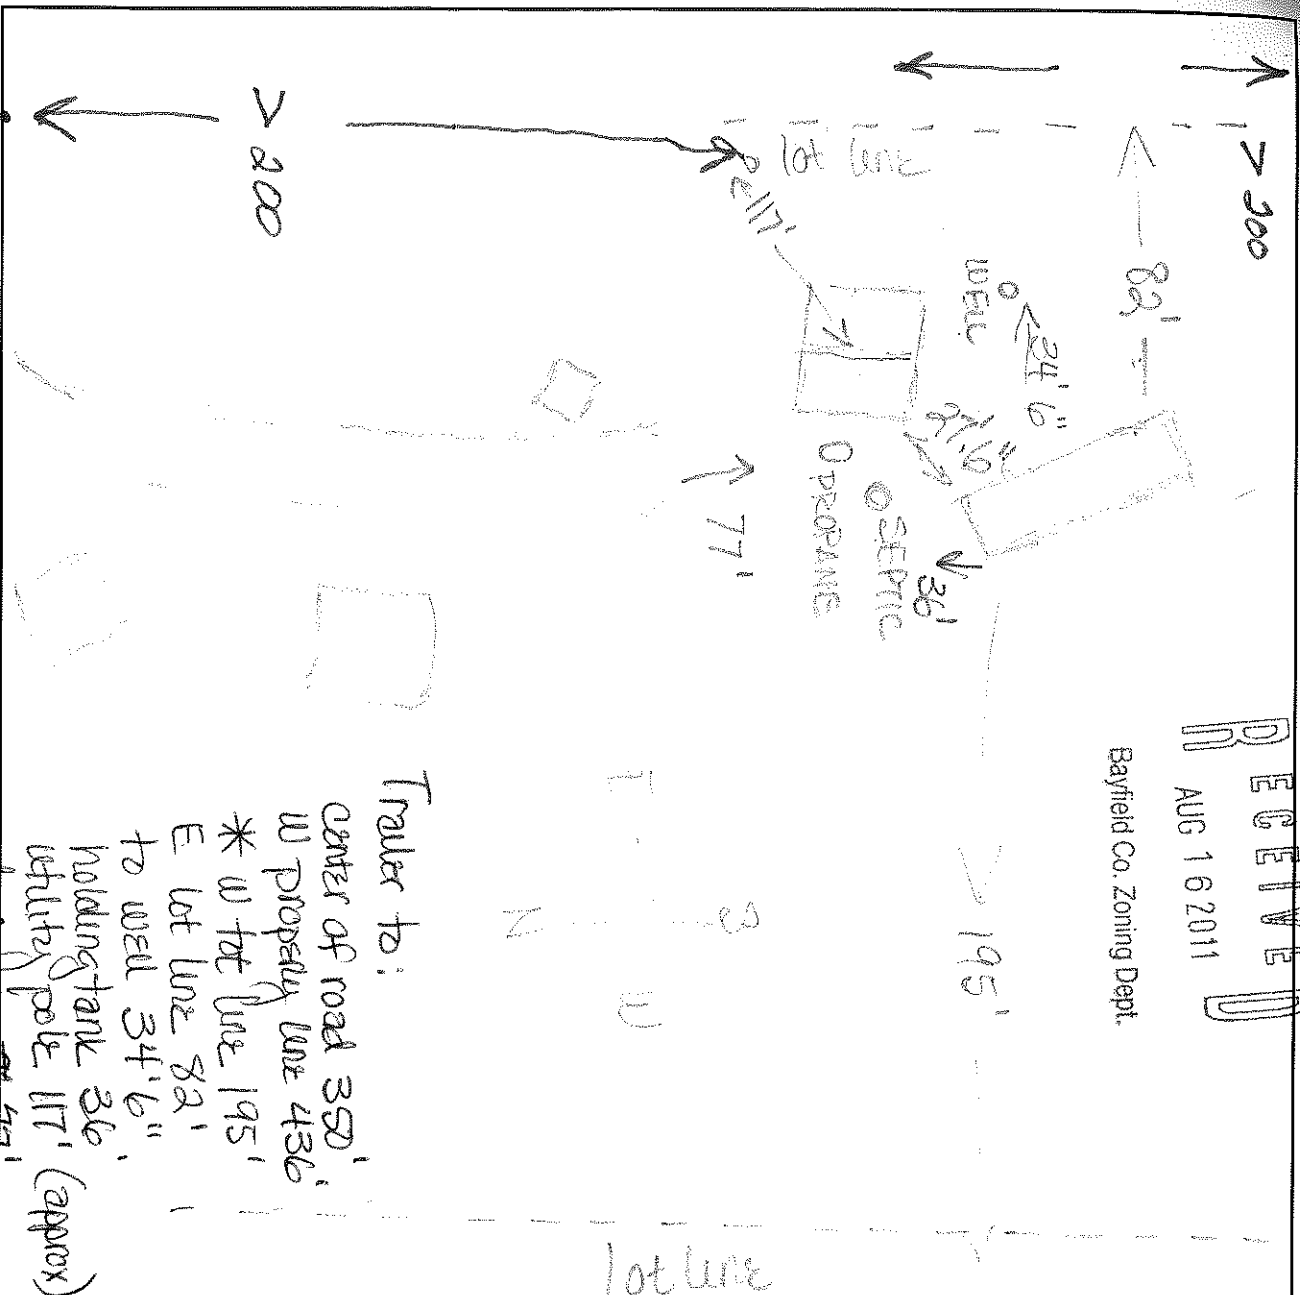 RECEIVED
AUG 16 2011
Bayfield Co. Zoning Dept.
> 200
82'
lot line
> 200
117'
WELL
34' 6"
27' 6"
36'
SEPTIC
PROPANE
77'
195'
S
N
W
lot line
Trailer to:
center of road 350'
W property line 436'
* W lot line 195'
E lot line 82'
to well 34'6"
holding tank 36'
utility pole 117' (approx)